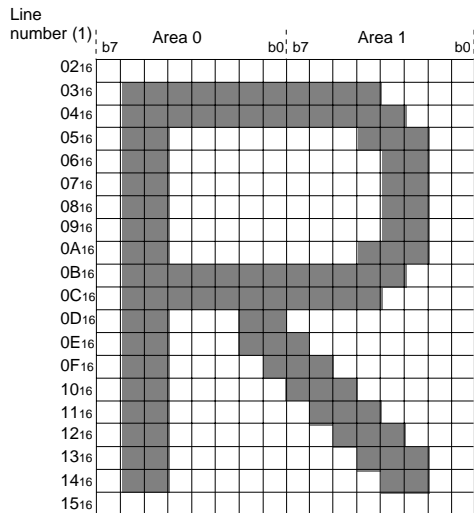 Line
number (1)
Area 0
Area 1
b7
b0
b7
b0
02₁₆
03₁₆
04₁₆
05₁₆
06₁₆
07₁₆
08₁₆
09₁₆
0A₁₆
0B₁₆
0C₁₆
0D₁₆
0E₁₆
0F₁₆
10₁₆
11₁₆
12₁₆
13₁₆
14₁₆
15₁₆